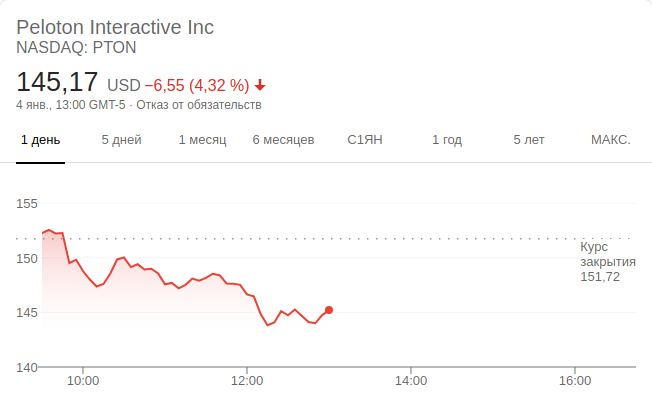 Peloton Interactive Inc
NASDAQ: PTON
145,17 USD −6,55 (4,32 %)
4 янв., 13:00 GMT-5 · Отказ от обязательств
1 день 5 дней 1 месяц 6 месяцев С1ЯН 1 год 5 лет МАКС.
155
Курс
закрытия
151,72
150
145
140
10:00 12:00 14:00 16:00